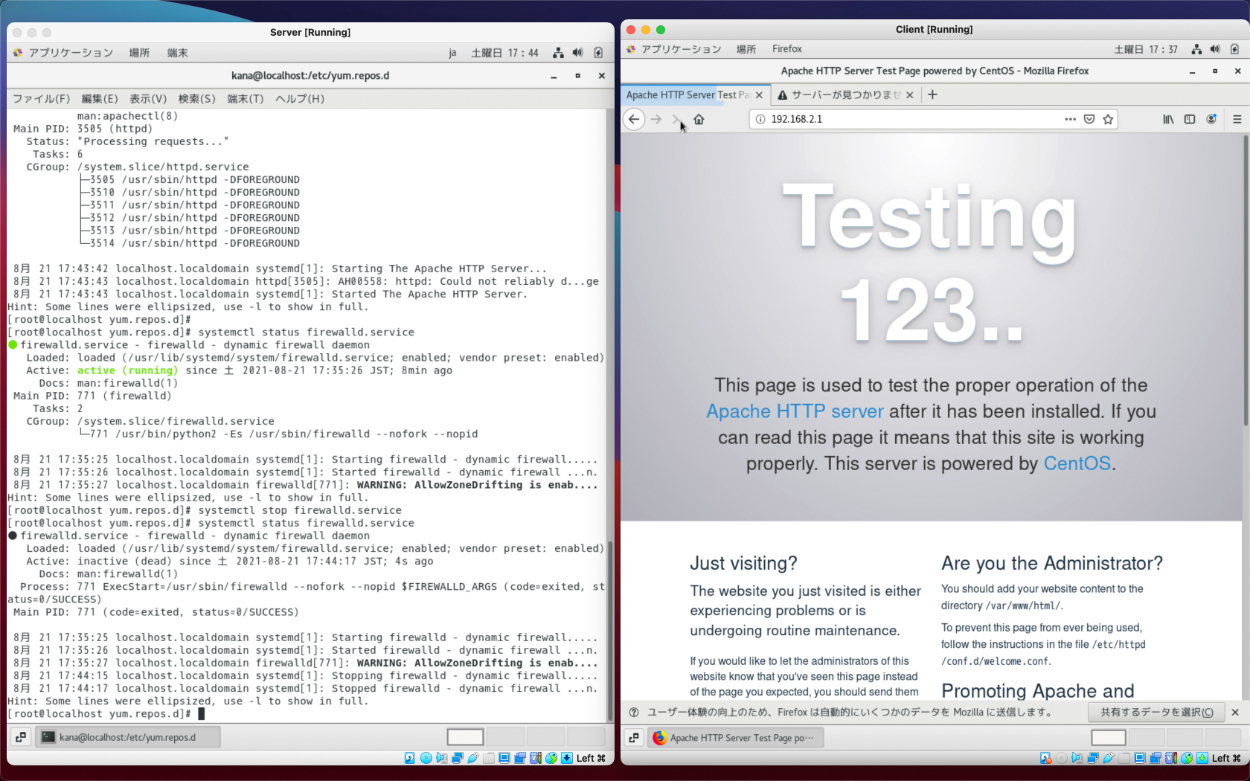 Server [Running]
アプリケーション 場所 端末 ja 土曜日 17:44
kana@localhost:/etc/yum.repos.d
ファイル(F) 編集(E) 表示(V) 検索(S) 端末(T) ヘルプ(H)
man:apachectl(8)
Main PID: 3505 (httpd)
Status: "Processing requests..."
Tasks: 6
CGroup: /system.slice/httpd.service
├─3505 /usr/sbin/httpd -DFOREGROUND
├─3510 /usr/sbin/httpd -DFOREGROUND
├─3511 /usr/sbin/httpd -DFOREGROUND
├─3512 /usr/sbin/httpd -DFOREGROUND
├─3513 /usr/sbin/httpd -DFOREGROUND
└─3514 /usr/sbin/httpd -DFOREGROUND
8月 21 17:43:42 localhost.localdomain systemd[1]: Starting The Apache HTTP Server...
8月 21 17:43:43 localhost.localdomain httpd[3505]: AH00558: httpd: Could not reliably d...ge
8月 21 17:43:43 localhost.localdomain systemd[1]: Started The Apache HTTP Server.
Hint: Some lines were ellipsized, use -l to show in full.
[root@localhost yum.repos.d]#
[root@localhost yum.repos.d]# systemctl status firewalld.service
● firewalld.service - firewalld - dynamic firewall daemon
Loaded: loaded (/usr/lib/systemd/system/firewalld.service; enabled; vendor preset: enabled)
Active: active (running) since 土 2021-08-21 17:35:26 JST; 8min ago
Docs: man:firewalld(1)
Main PID: 771 (firewalld)
Tasks: 2
CGroup: /system.slice/firewalld.service
└─771 /usr/bin/python2 -Es /usr/sbin/firewalld --nofork --nopid
8月 21 17:35:25 localhost.localdomain systemd[1]: Starting firewalld - dynamic firewall.....
8月 21 17:35:26 localhost.localdomain systemd[1]: Started firewalld - dynamic firewall ...n.
8月 21 17:35:27 localhost.localdomain firewalld[771]: WARNING: AllowZoneDrifting is enab....
Hint: Some lines were ellipsized, use -l to show in full.
[root@localhost yum.repos.d]# systemctl stop firewalld.service
[root@localhost yum.repos.d]# systemctl status firewalld.service
● firewalld.service - firewalld - dynamic firewall daemon
Loaded: loaded (/usr/lib/systemd/system/firewalld.service; enabled; vendor preset: enabled)
Active: inactive (dead) since 土 2021-08-21 17:44:17 JST; 4s ago
Docs: man:firewalld(1)
Process: 771 ExecStart=/usr/sbin/firewalld --nofork --nopid $FIREWALLD_ARGS (code=exited, st
atus=0/SUCCESS)
Main PID: 771 (code=exited, status=0/SUCCESS)
8月 21 17:35:25 localhost.localdomain systemd[1]: Starting firewalld - dynamic firewall.....
8月 21 17:35:26 localhost.localdomain systemd[1]: Started firewalld - dynamic firewall ...n.
8月 21 17:35:27 localhost.localdomain firewalld[771]: WARNING: AllowZoneDrifting is enab....
8月 21 17:44:15 localhost.localdomain systemd[1]: Stopping firewalld - dynamic firewall.....
8月 21 17:44:17 localhost.localdomain systemd[1]: Stopped firewalld - dynamic firewall ...n.
Hint: Some lines were ellipsized, use -l to show in full.
[root@localhost yum.repos.d]#
kana@localhost:/etc/yum.repos.d
Left ⌘
Client [Running]
アプリケーション 場所 Firefox 土曜日 17:37
Apache HTTP Server Test Page powered by CentOS - Mozilla Firefox
Apache HTTP Server Test Pa サーバーが見つかりませ
192.168.2.1
Testing
123..
This page is used to test the proper operation of the
Apache HTTP server after it has been installed. If you
can read this page it means that this site is working
properly. This server is powered by CentOS.
Just visiting?
The website you just visited is either
experiencing problems or is
undergoing routine maintenance.
If you would like to let the administrators of this
website know that you've seen this page instead
of the page you expected, you should send them
Are you the Administrator?
You should add your website content to the
directory /var/www/html/.
To prevent this page from ever being used,
follow the instructions in the file /etc/httpd
/conf.d/welcome.conf.
Promoting Apache and
ユーザー体験の向上のため、Firefox は自動的にいくつかのデータを Mozilla に送信します。 共有するデータを選択(C)
Apache HTTP Server Test Page po…
Left ⌘